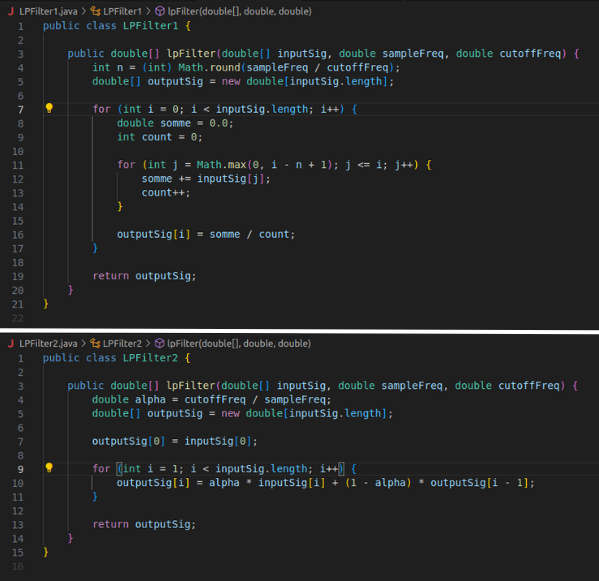 LPFilter1.java > LPFilter1 > lpFilter(double[], double, double)
1 public class LPFilter1 {
2
3 public double[] lpFilter(double[] inputSig, double sampleFreq, double cutoffFreq) {
4 int n = (int) Math.round(sampleFreq / cutoffFreq);
5 double[] outputSig = new double[inputSig.length];
6
7 for (int i = 0; i < inputSig.length; i++) {
8 double somme = 0.0;
9 int count = 0;
10
11 for (int j = Math.max(0, i - n + 1); j <= i; j++) {
12 somme += inputSig[j];
13 count++;
14 }
15
16 outputSig[i] = somme / count;
17 }
18
19 return outputSig;
20 }
21 }
22
LPFilter2.java > LPFilter2 > lpFilter(double[], double, double)
1 public class LPFilter2 {
2
3 public double[] lpFilter(double[] inputSig, double sampleFreq, double cutoffFreq) {
4 double alpha = cutoffFreq / sampleFreq;
5 double[] outputSig = new double[inputSig.length];
6
7 outputSig[0] = inputSig[0];
8
9 for (int i = 1; i < inputSig.length; i++) {
10 outputSig[i] = alpha * inputSig[i] + (1 - alpha) * outputSig[i - 1];
11 }
12
13 return outputSig;
14 }
15 }
16